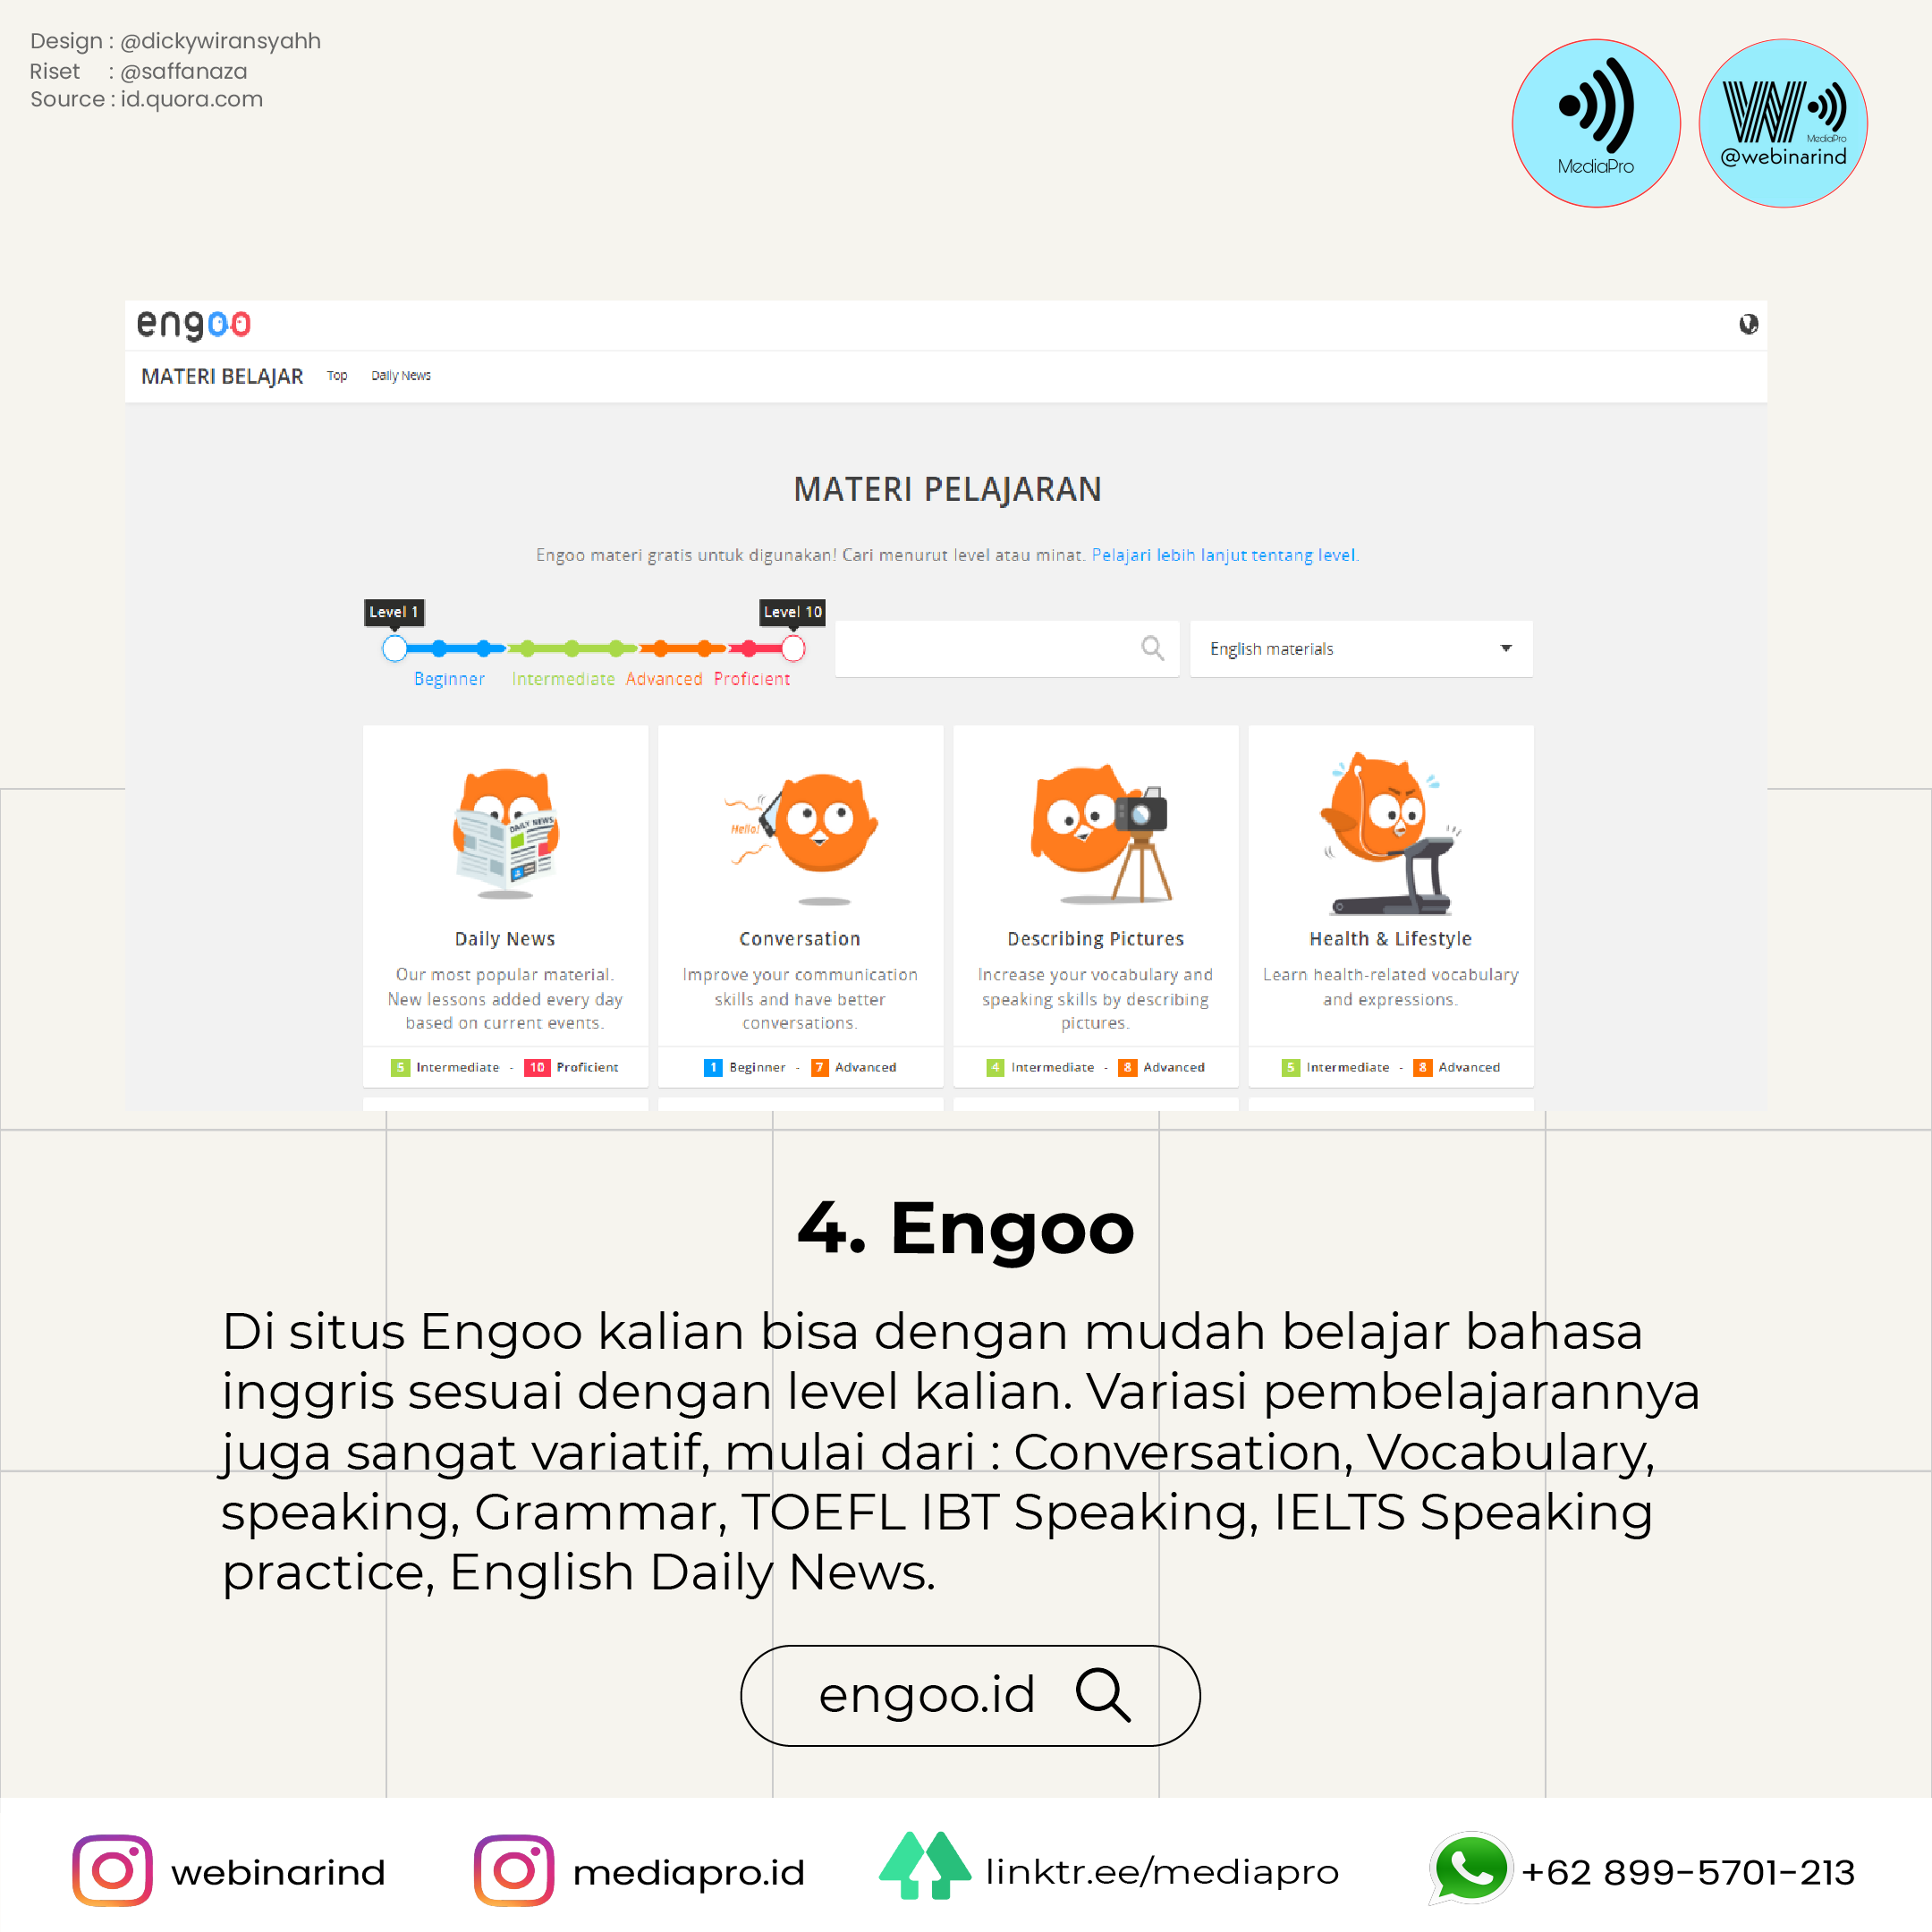 Design : @dickywiransyahh
Riset : @saffanaza
Source : id.quora.com
MediaPro
W MediaPro
@webinarind
engoo
MATERI BELAJAR Top Daily News
MATERI PELAJARAN
Engoo materi gratis untuk digunakan! Cari menurut level atau minat. Pelajari lebih lanjut tentang level.
Level 1 Level 10
Beginner Intermediate Advanced Proficient
English materials
DAILY NEWS
Daily News
Our most popular material.
New lessons added every day
based on current events.
5 Intermediate - 10 Proficient
Hello!
Conversation
Improve your communication
skills and have better
conversations.
1 Beginner - 7 Advanced
Describing Pictures
Increase your vocabulary and
speaking skills by describing
pictures.
4 Intermediate - 8 Advanced
Health & Lifestyle
Learn health-related vocabulary
and expressions.
5 Intermediate - 8 Advanced
4. Engoo
Di situs Engoo kalian bisa dengan mudah belajar bahasa
inggris sesuai dengan level kalian. Variasi pembelajarannya
juga sangat variatif, mulai dari : Conversation, Vocabulary,
speaking, Grammar, TOEFL IBT Speaking, IELTS Speaking
practice, English Daily News.
engoo.id
webinarind
mediapro.id
linktr.ee/mediapro
+62 899-5701-213